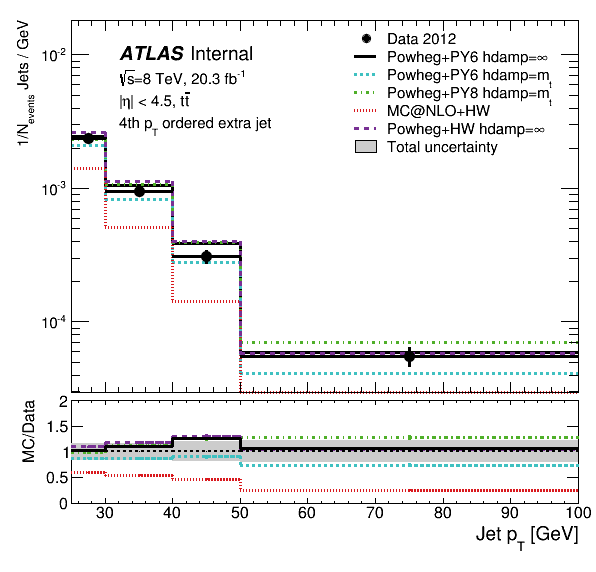 ATLAS Internal
√s=8 TeV, 20.3 fb⁻¹
|η| < 4.5, tt̄
4th p_T ordered extra jet
Data 2012
Powheg+PY6 hdamp=∞
Powheg+PY6 hdamp=m_t
Powheg+PY8 hdamp=m_t
MC@NLO+HW
Powheg+HW hdamp=∞
Total uncertainty
1/N_events Jets / GeV
10⁻²
10⁻³
10⁻⁴
MC/Data
2
1.5
1
0.5
0
30 40 50 60 70 80 90 100
Jet p_T [GeV]